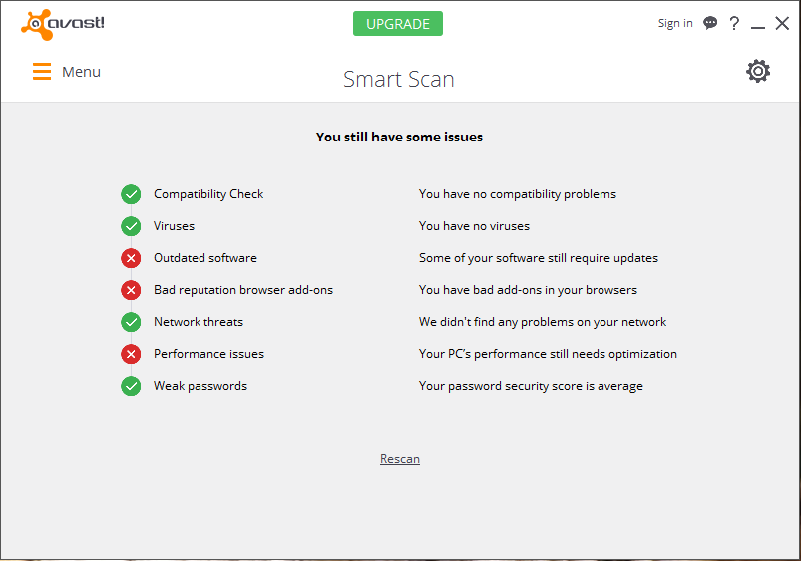 avast!
UPGRADE
Sign in
?
Menu
Smart Scan
You still have some issues
Compatibility Check You have no compatibility problems
Viruses You have no viruses
Outdated software Some of your software still require updates
Bad reputation browser add-ons You have bad add-ons in your browsers
Network threats We didn't find any problems on your network
Performance issues Your PC's performance still needs optimization
Weak passwords Your password security score is average
Rescan